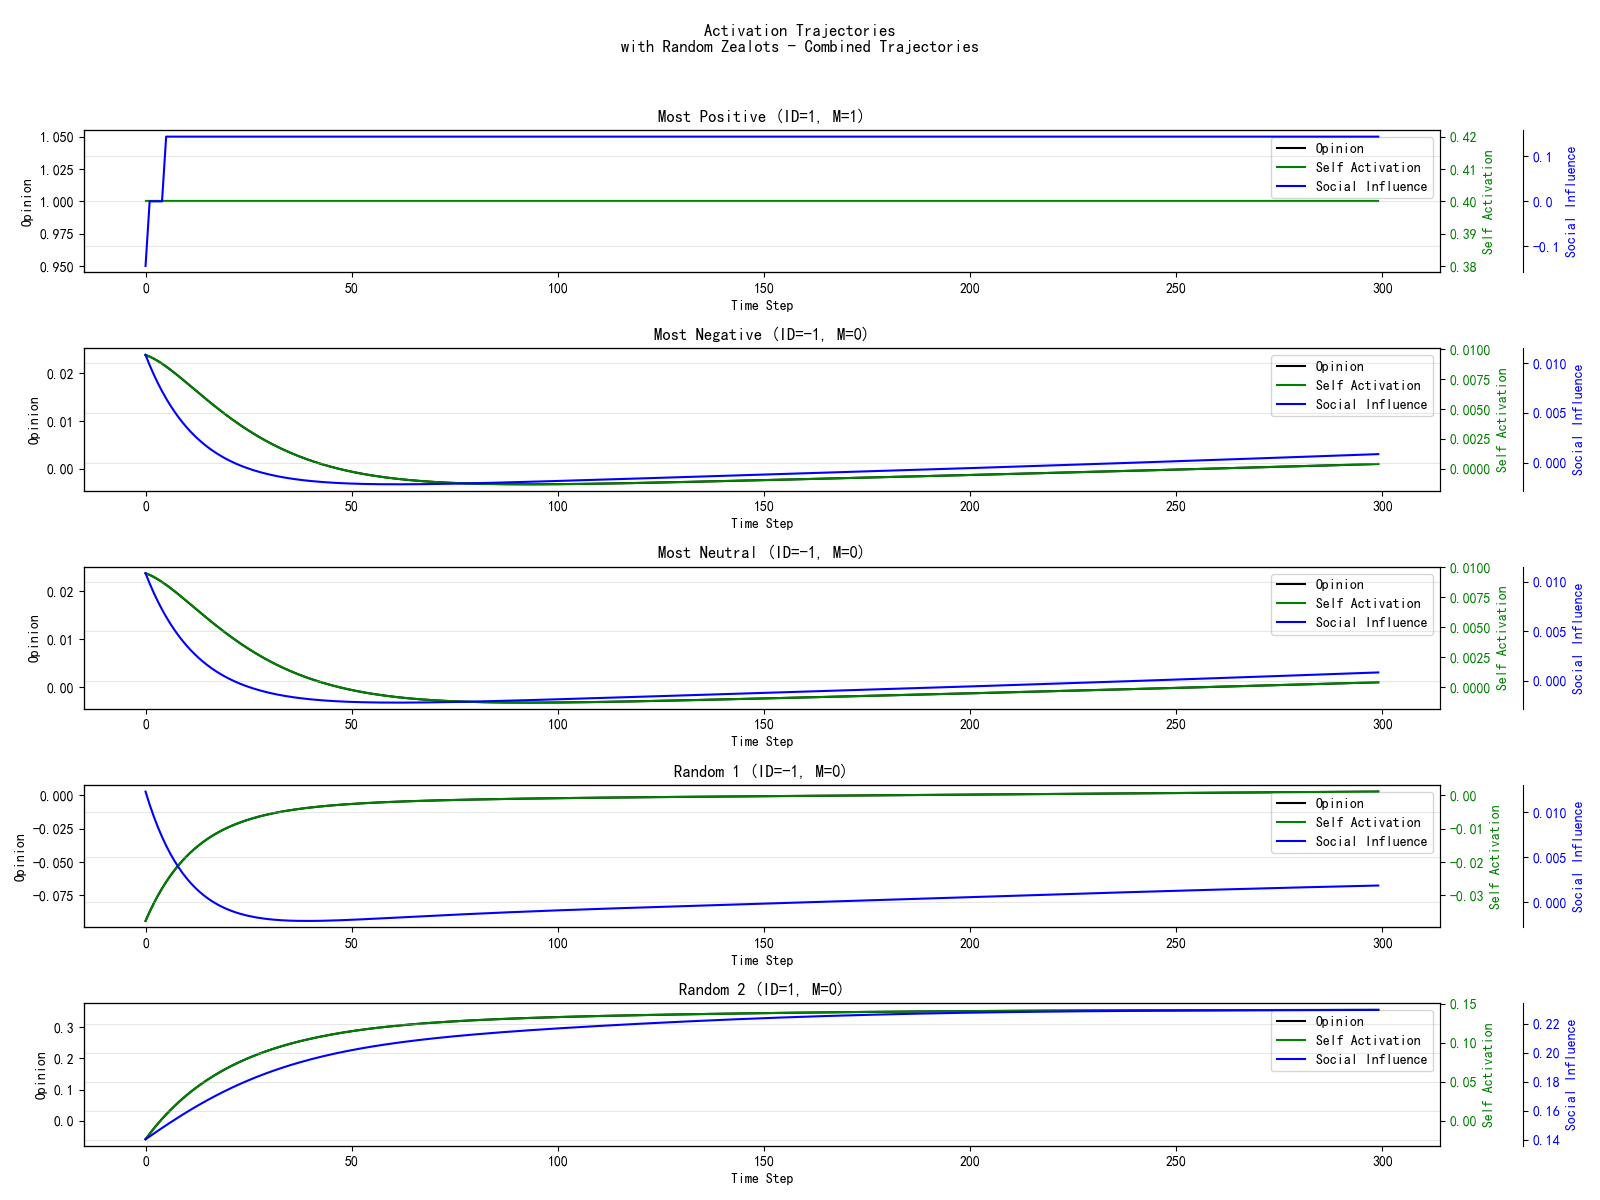 Activation Trajectories
with Random Zealots - Combined Trajectories
Most Positive (ID=1, M=1)
Opinion
1.050
1.025
1.000
0.975
0.950
0 50 100 150 200 250 300
Time Step
Opinion
Self Activation
Social Influence
0.42
0.41
0.40
0.39
0.38
Self Activation
0.1
0.0
-0.1
Social Influence
Most Negative (ID=-1, M=0)
Opinion
0.02
0.01
0.00
0 50 100 150 200 250 300
Time Step
Opinion
Self Activation
Social Influence
0.0100
0.0075
0.0050
0.0025
0.0000
Self Activation
0.010
0.005
0.000
Social Influence
Most Neutral (ID=-1, M=0)
Opinion
0.02
0.01
0.00
0 50 100 150 200 250 300
Time Step
Opinion
Self Activation
Social Influence
0.0100
0.0075
0.0050
0.0025
0.0000
Self Activation
0.010
0.005
0.000
Social Influence
Random 1 (ID=-1, M=0)
Opinion
0.000
-0.025
-0.050
-0.075
0 50 100 150 200 250 300
Time Step
Opinion
Self Activation
Social Influence
0.00
-0.01
-0.02
-0.03
Self Activation
0.010
0.005
0.000
Social Influence
Random 2 (ID=1, M=0)
Opinion
0.3
0.2
0.1
0.0
0 50 100 150 200 250 300
Time Step
Opinion
Self Activation
Social Influence
0.15
0.10
0.05
0.00
Self Activation
0.22
0.20
0.18
0.16
0.14
Social Influence